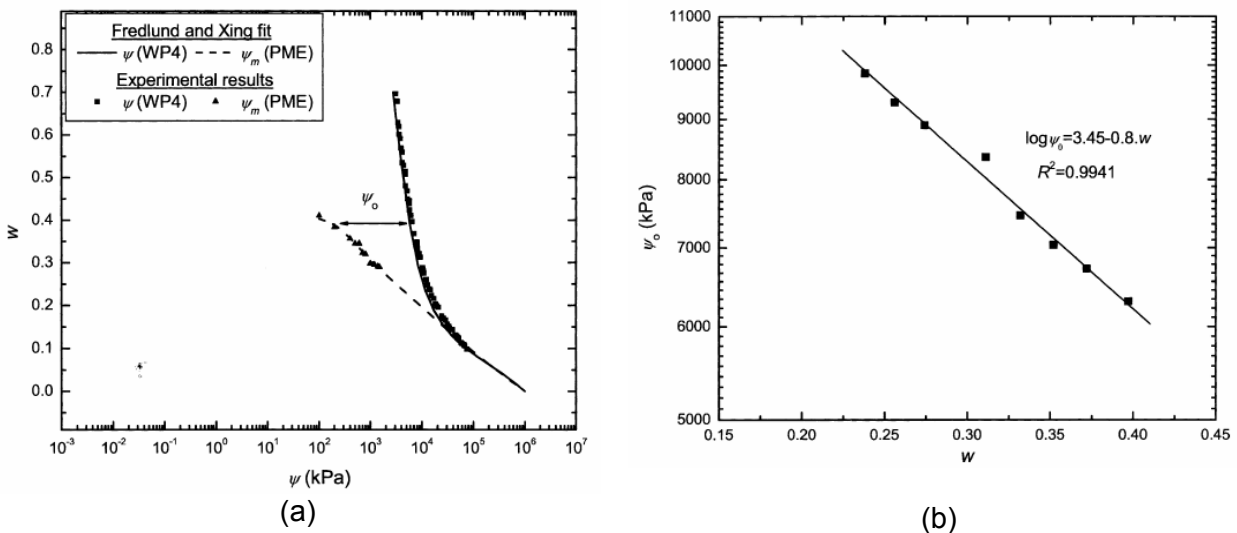 Fredlund and Xing fit
ψ (WP4) ψm (PME)
Experimental results
ψ (WP4) ψm (PME)
0.8
0.7
0.6
0.5
0.4
0.3
0.2
0.1
0.0
w
ψo
10⁻³ 10⁻² 10⁻¹ 10⁰ 10¹ 10² 10³ 10⁴ 10⁵ 10⁶ 10⁷
ψ (kPa)
(a)
11000
10000
9000
8000
7000
6000
5000
ψo (kPa)
logψ₀=3.45-0.8.w
R²=0.9941
0.15 0.20 0.25 0.30 0.35 0.40 0.45
w
(b)